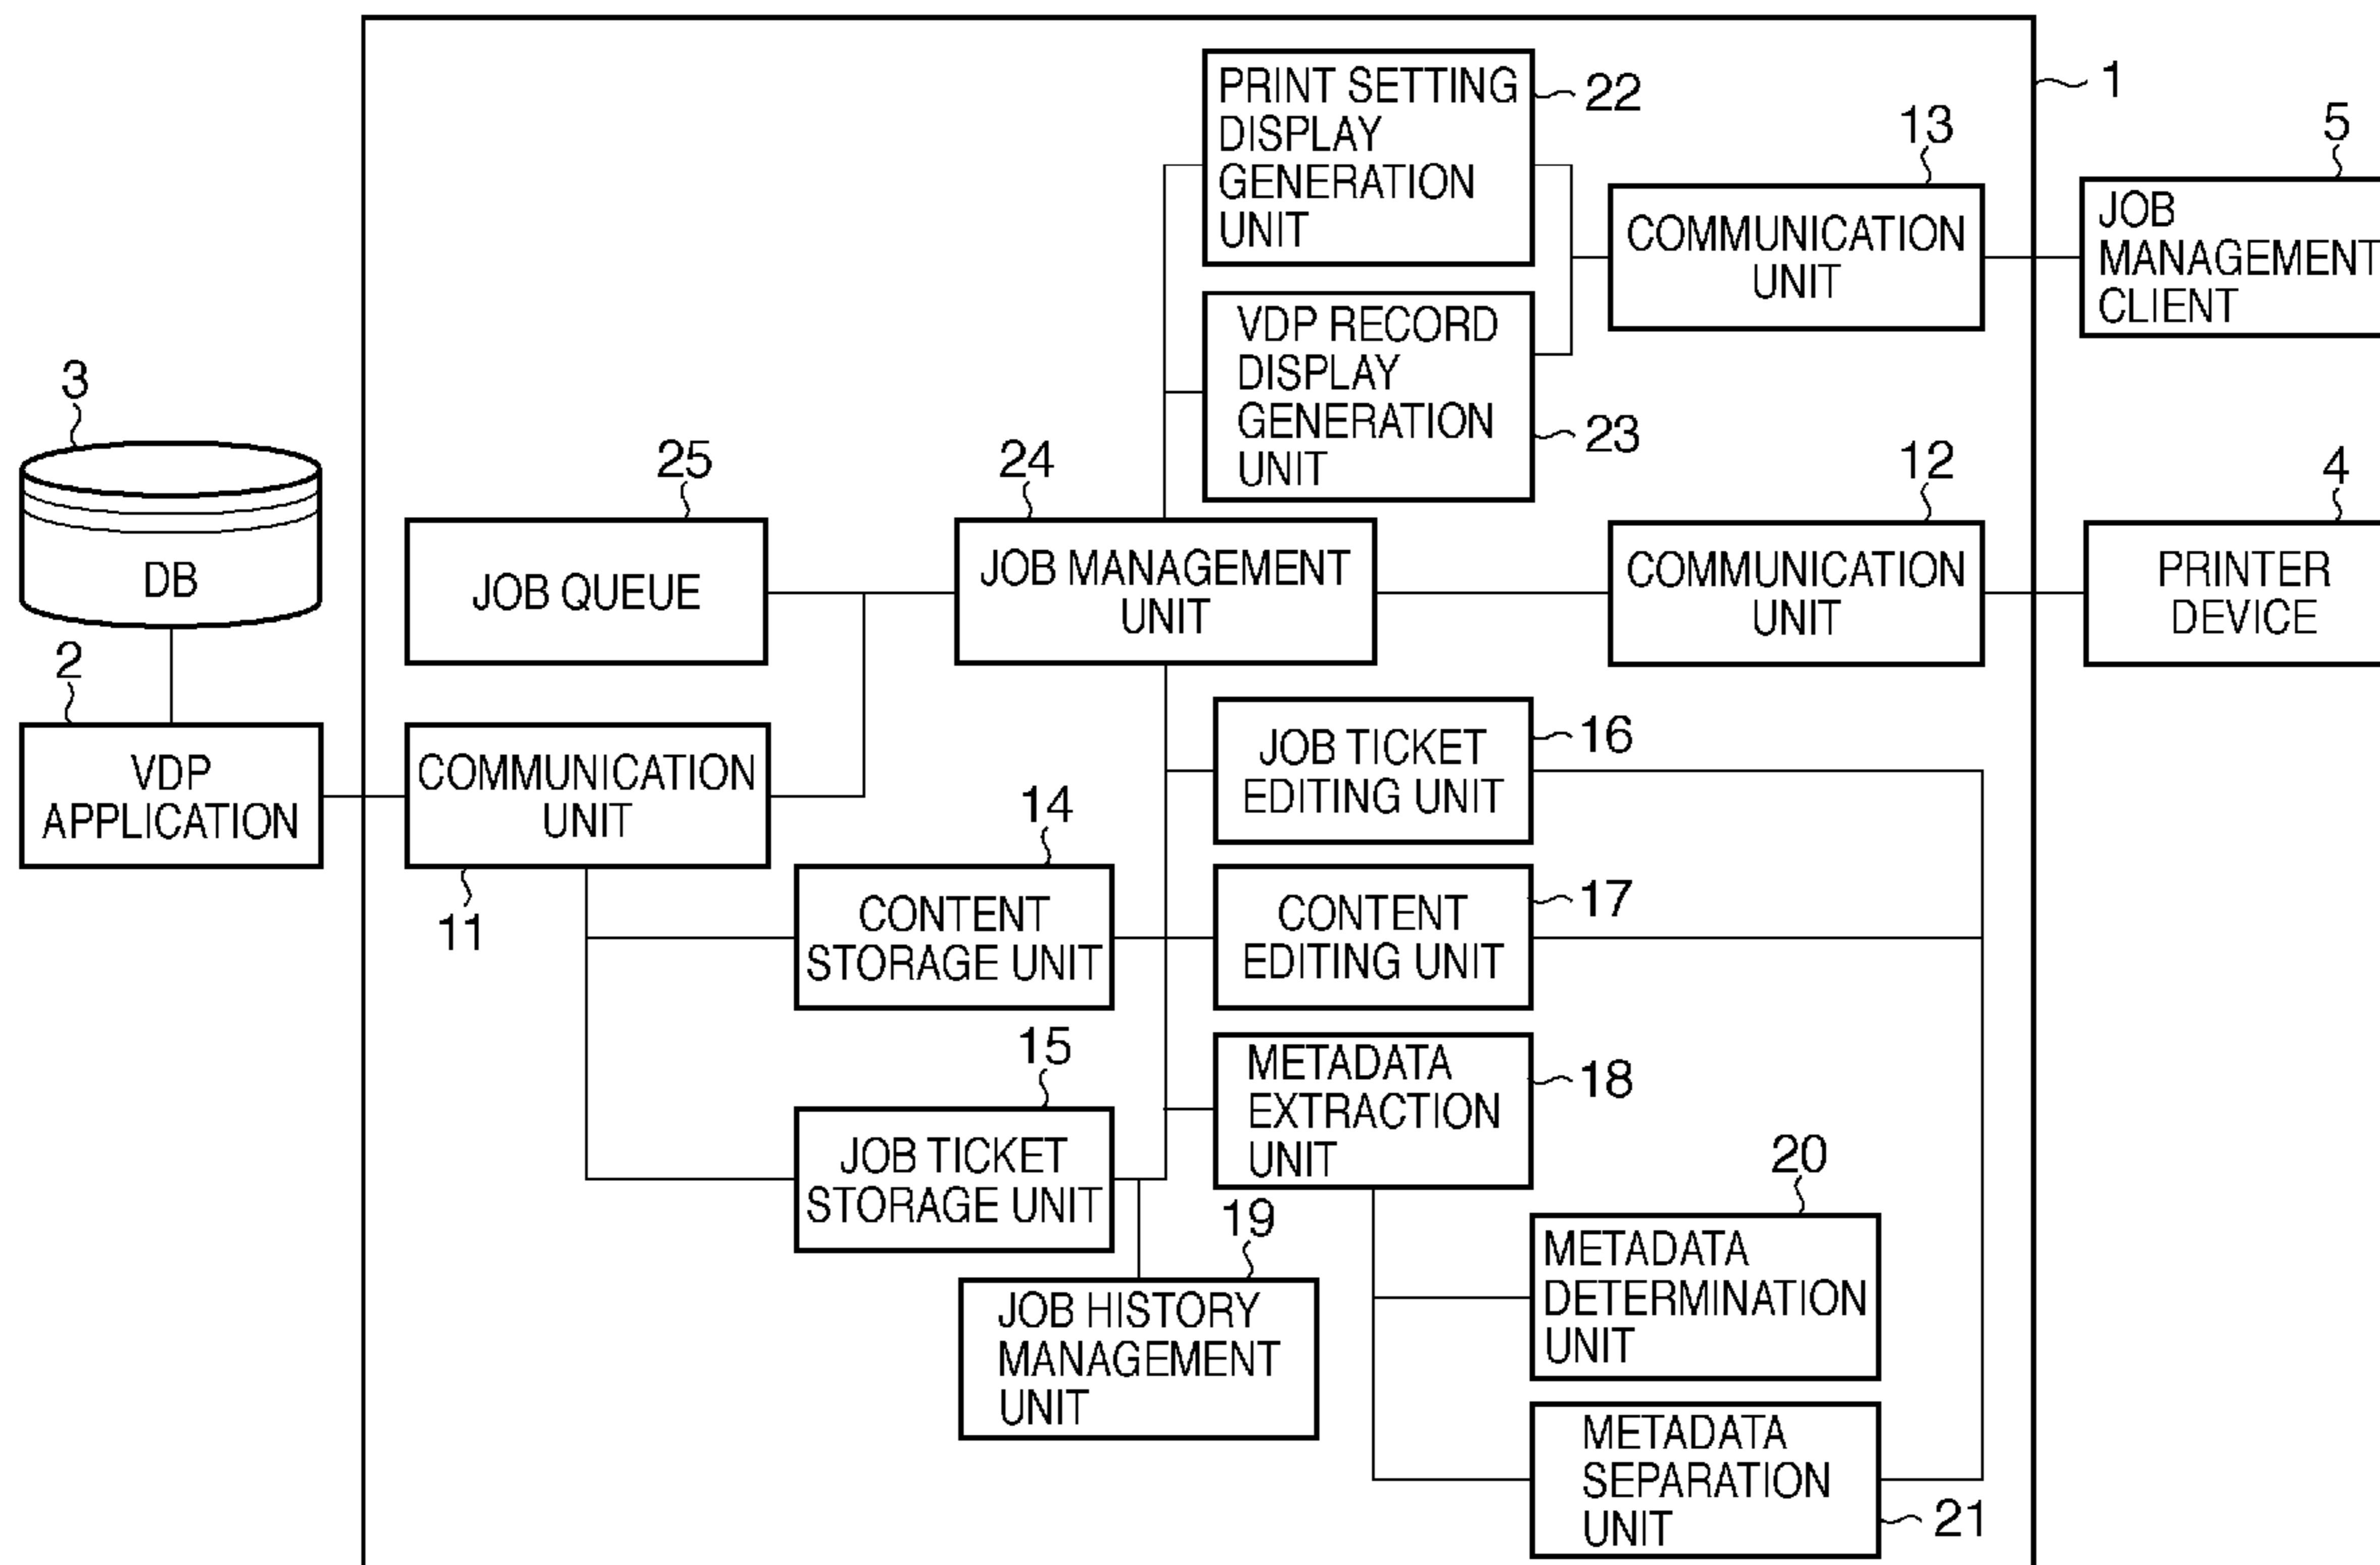 1
PRINT SETTING
DISPLAY
GENERATION
UNIT
22
13
COMMUNICATION
UNIT
5
JOB
MANAGEMENT
CLIENT
VDP RECORD
DISPLAY
GENERATION
UNIT
23
3
DB
25
JOB QUEUE
24
JOB MANAGEMENT
UNIT
12
COMMUNICATION
UNIT
4
PRINTER
DEVICE
2
VDP
APPLICATION
COMMUNICATION
UNIT
11
JOB TICKET
EDITING UNIT
16
14
CONTENT
STORAGE UNIT
CONTENT
EDITING UNIT
17
15
JOB TICKET
STORAGE UNIT
METADATA
EXTRACTION
UNIT
18
19
JOB HISTORY
MANAGEMENT
UNIT
20
METADATA
DETERMINATION
UNIT
METADATA
SEPARATION
UNIT
21